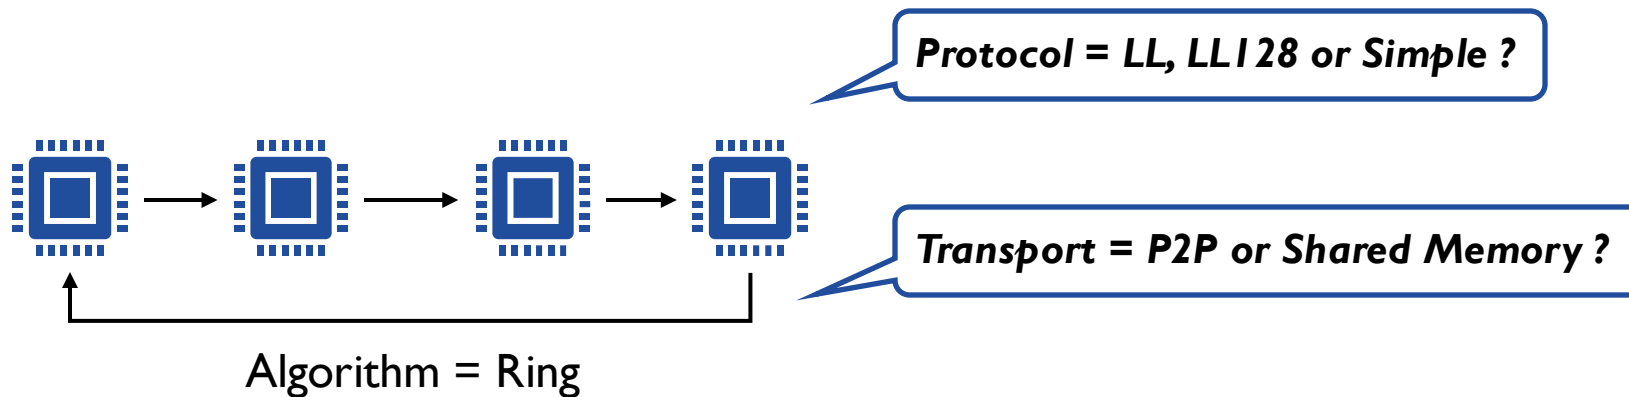 Protocol = LL, LL128 or Simple ?
Transport = P2P or Shared Memory ?
Algorithm = Ring